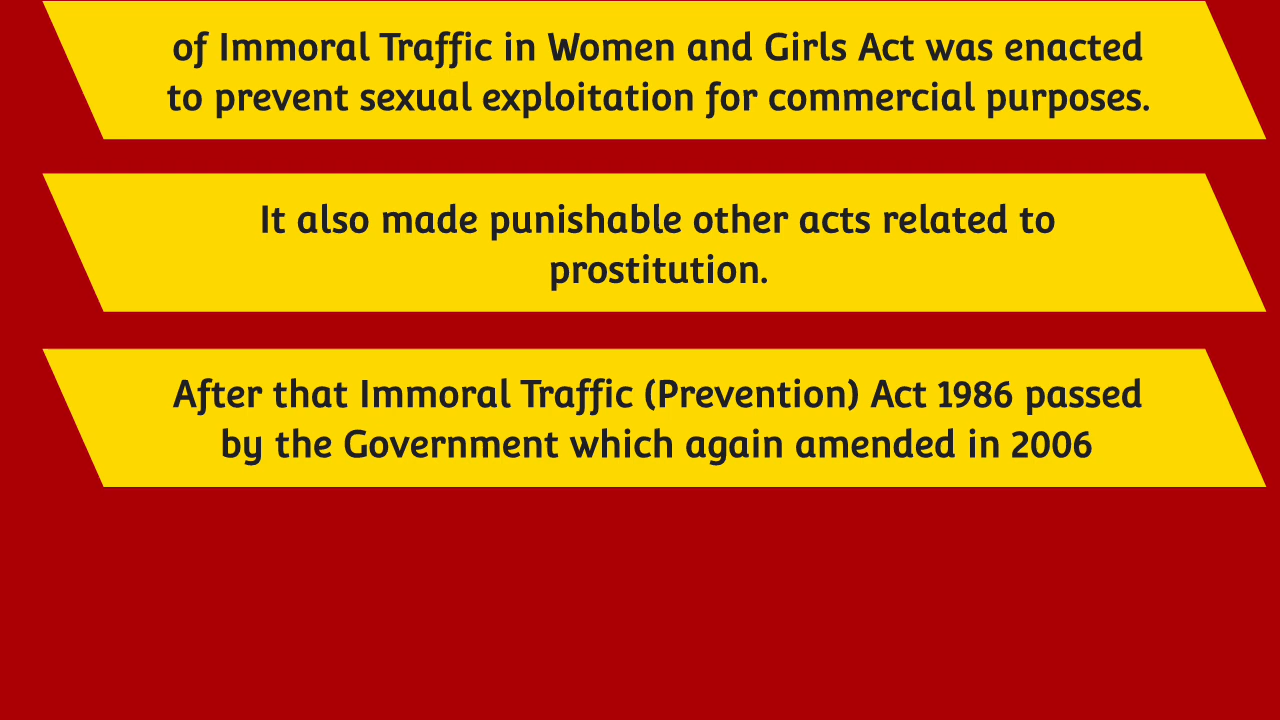 of Immoral Traffic in Women and Girls Act was enacted
to prevent sexual exploitation for commercial purposes.
It also made punishable other acts related to
prostitution.
After that Immoral Traffic (Prevention) Act 1986 passed
by the Government which again amended in 2006